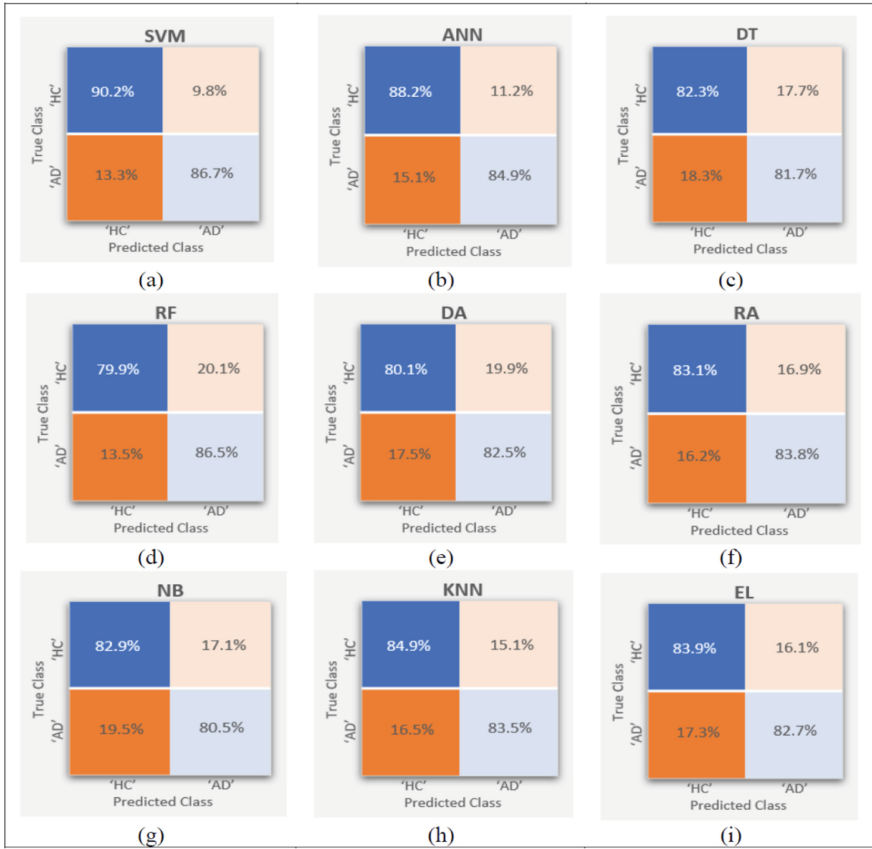 SVM
ANN
DT
True Class
'HC'
90.2%
9.8%
'AD'
13.3%
86.7%
'HC'
'AD'
Predicted Class
True Class
'HC'
88.2%
11.2%
'AD'
15.1%
84.9%
'HC'
'AD'
Predicted Class
True Class
'HC'
82.3%
17.7%
'AD'
18.3%
81.7%
'HC'
'AD'
Predicted Class
(a)
(b)
(c)
RF
DA
RA
True Class
'HC'
79.9%
20.1%
'AD'
13.5%
86.5%
'HC'
'AD'
Predicted Class
True Class
'HC'
80.1%
19.9%
'AD'
17.5%
82.5%
'HC'
'AD'
Predicted Class
True Class
'HC'
83.1%
16.9%
'AD'
16.2%
83.8%
'HC'
'AD'
Predicted Class
(d)
(e)
(f)
NB
KNN
EL
True Class
'HC'
82.9%
17.1%
'AD'
19.5%
80.5%
'HC'
'AD'
Predicted Class
True Class
'HC'
84.9%
15.1%
'AD'
16.5%
83.5%
'HC'
'AD'
Predicted Class
True Class
'HC'
83.9%
16.1%
'AD'
17.3%
82.7%
'HC'
'AD'
Predicted Class
(g)
(h)
(i)